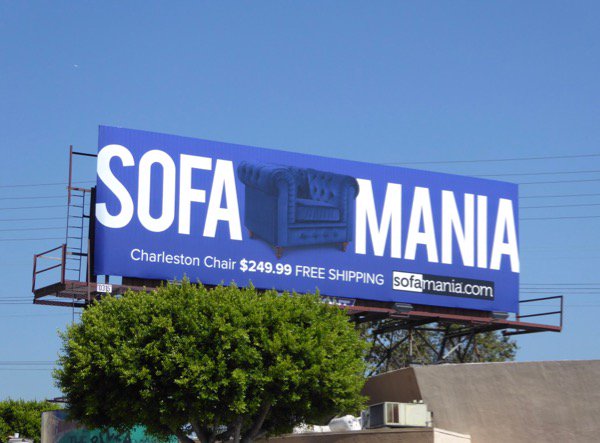 SOFA MANIA
Charleston Chair $249.99 FREE SHIPPING sofamania.com